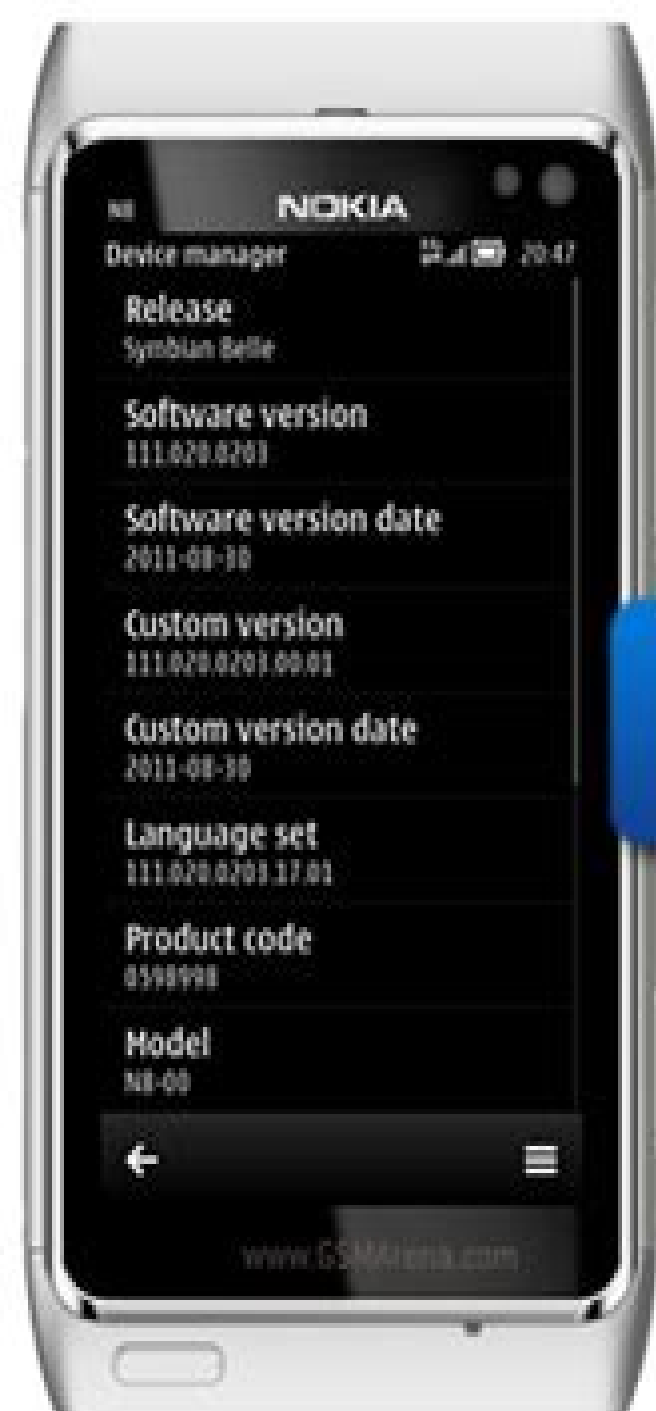 N8
NOKIA
Device manager 20:47
Release
Symbian Belle
Software version
111.020.0203
Software version date
2011-08-30
Custom version
111.020.0203.00.01
Custom version date
2011-08-30
Language set
111.020.0203.17.01
Product code
0598998
Model
N8-00
www.GSMArena.com